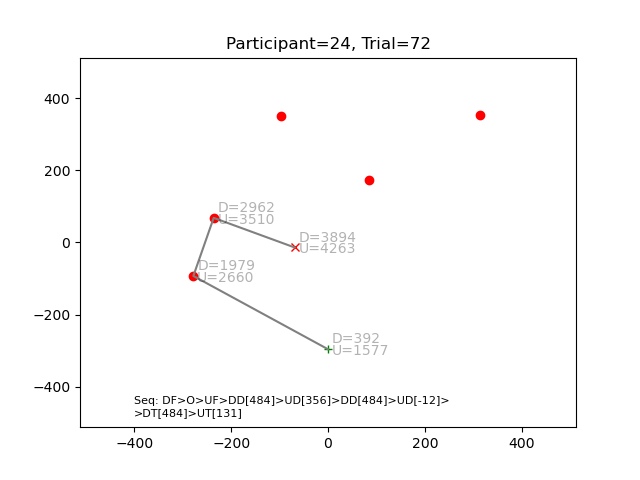 Participant=24, Trial=72
400
200
0
−200
−400
D=2962
U=3510
D=3894
U=4263
D=1979
U=2660
D=392
U=1577
Seq: DF>O>UF>DD[484]>UD[356]>DD[484]>UD[-12]>
>DT[484]>UT[131]
−400 −200 0 200 400